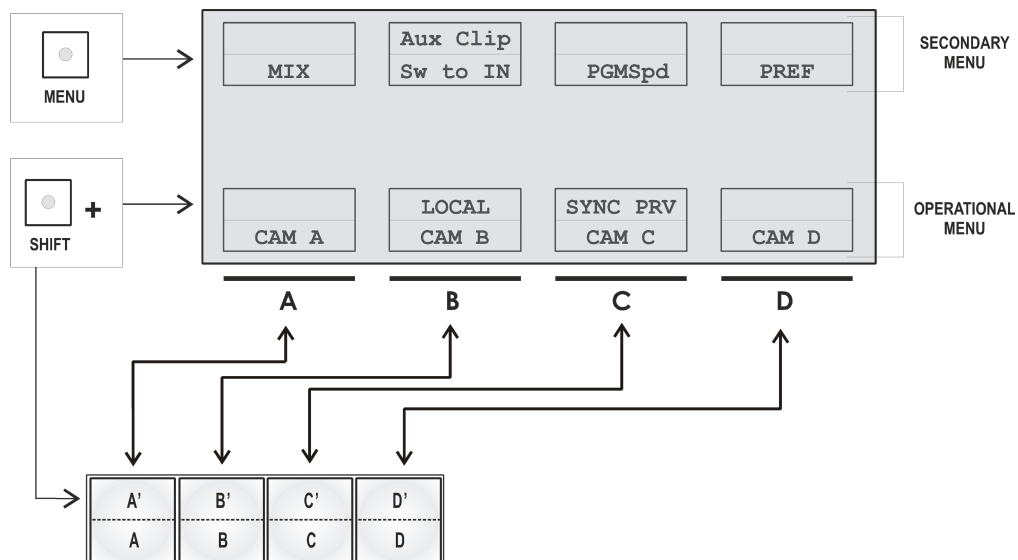 Aux Clip
MIX Sw to IN PGMSpd PREF
SECONDARY
MENU
MENU
LOCAL SYNC PRV
CAM A CAM B CAM C CAM D
+
SHIFT
OPERATIONAL
MENU
A B C D
A' B' C' D'
A B C D